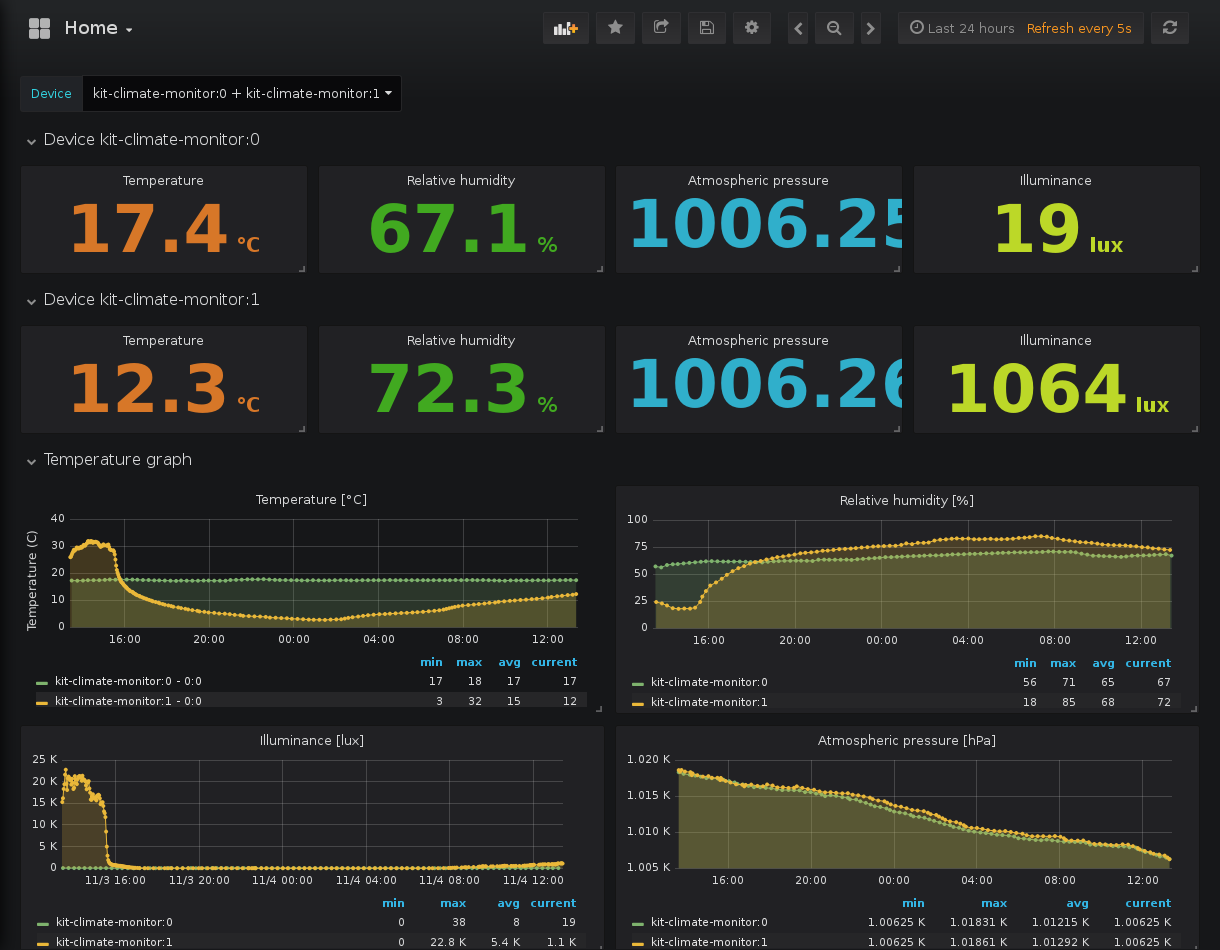 Home
Last 24 hours Refresh every 5s
Device kit-climate-monitor:0 + kit-climate-monitor:1
Device kit-climate-monitor:0
Temperature Relative humidity Atmospheric pressure Illuminance
17.4 °C 67.1 % 1006.25 19 lux
Device kit-climate-monitor:1
Temperature Relative humidity Atmospheric pressure Illuminance
12.3 °C 72.3 % 1006.26 1064 lux
Temperature graph
Temperature [°C]
Temperature (C)
40
30
20
10
0
16:00 20:00 00:00 04:00 08:00 12:00
min max avg current
kit-climate-monitor:0 - 0:0 17 18 17 17
kit-climate-monitor:1 - 0:0 3 32 15 12
Relative humidity [%]
100
75
50
25
0
16:00 20:00 00:00 04:00 08:00 12:00
min max avg current
kit-climate-monitor:0 56 71 65 67
kit-climate-monitor:1 18 85 68 72
Illuminance [lux]
25 K
20 K
15 K
10 K
5 K
0
11/3 16:00 11/3 20:00 11/4 00:00 11/4 04:00 11/4 08:00 11/4 12:00
min max avg current
kit-climate-monitor:0 0 38 8 19
kit-climate-monitor:1 0 22.8 K 5.4 K 1.1 K
Atmospheric pressure [hPa]
1.020 K
1.015 K
1.010 K
1.005 K
16:00 20:00 00:00 04:00 08:00 12:00
min max avg current
kit-climate-monitor:0 1.00625 K 1.01831 K 1.01215 K 1.00625 K
kit-climate-monitor:1 1.00625 K 1.01861 K 1.01292 K 1.00625 K